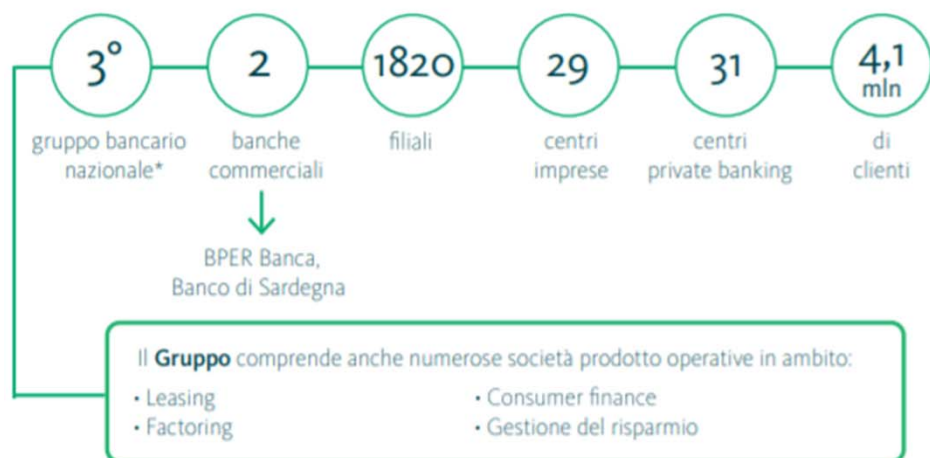 3°
gruppo bancario
nazionale*
2
banche
commerciali
BPER Banca,
Banco di Sardegna
1820
filiali
29
centri
imprese
31
centri
private banking
4,1
mln
di
clienti
Il Gruppo comprende anche numerose società prodotto operative in ambito:
• Leasing
• Factoring
• Consumer finance
• Gestione del risparmio